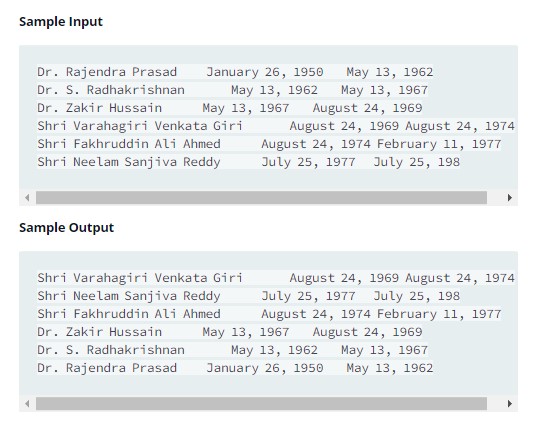 Sample Input
Dr. Rajendra Prasad    January 26, 1950   May 13, 1962
Dr. S. Radhakrishnan      May 13, 1962   May 13, 1967
Dr. Zakir Hussain     May 13, 1967   August 24, 1969
Shri Varahagiri Venkata Giri      August 24, 1969 August 24, 1974
Shri Fakhruddin Ali Ahmed     August 24, 1974 February 11, 1977
Shri Neelam Sanjiva Reddy     July 25, 1977  July 25, 198
Sample Output
Shri Varahagiri Venkata Giri      August 24, 1969 August 24, 1974
Shri Neelam Sanjiva Reddy     July 25, 1977  July 25, 198
Shri Fakhruddin Ali Ahmed     August 24, 1974 February 11, 1977
Dr. Zakir Hussain     May 13, 1967   August 24, 1969
Dr. S. Radhakrishnan      May 13, 1962   May 13, 1967
Dr. Rajendra Prasad    January 26, 1950   May 13, 1962